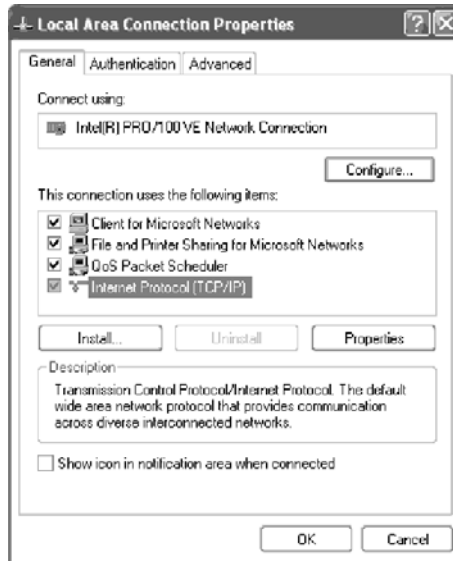 Local Area Connection Properties
General Authentication Advanced
Connect using:
Intel(R) PRO/100 VE Network Connection
Configure...
This connection uses the following items:
Client for Microsoft Networks
File and Printer Sharing for Microsoft Networks
QoS Packet Scheduler
Internet Protocol (TCP/IP)
Install... Uninstall Properties
Description
Transmission Control Protocol/Internet Protocol. The default
wide area network protocol that provides communication
across diverse interconnected networks.
Show icon in notification area when connected
OK Cancel